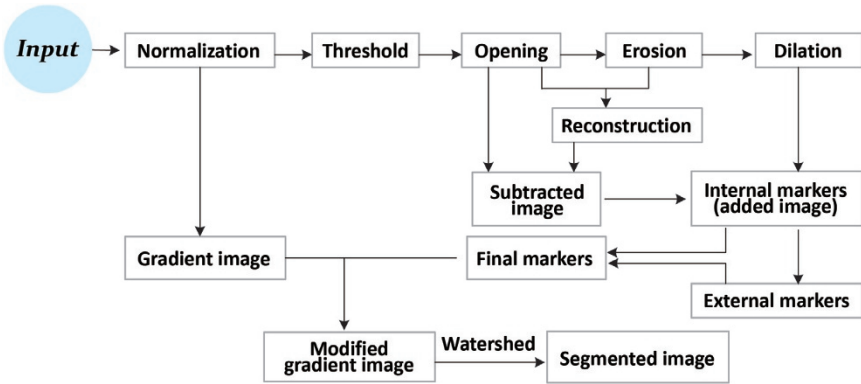 Input
Normalization
Threshold
Opening
Erosion
Dilation
Reconstruction
Subtracted
image
Internal markers
(added image)
Gradient image
Final markers
External markers
Modified
gradient image
Watershed
Segmented image